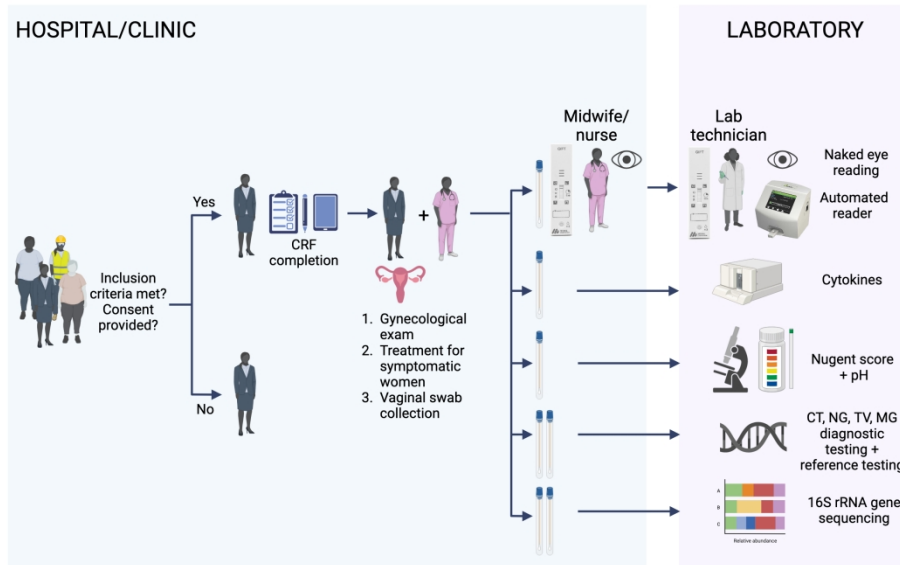 HOSPITAL/CLINIC
LABORATORY
Midwife/
nurse
Lab
technician
Naked eye
reading
Automated
reader
Yes
CRF
completion
+
Inclusion
criteria met?
Consent
provided?
Cytokines
1. Gynecological
exam
2. Treatment for
symptomatic
women
3. Vaginal swab
collection
Nugent score
+ pH
No
CT, NG, TV, MG
diagnostic
testing +
reference testing
A
B
C
Relative abundance
16S rRNA gene
sequencing